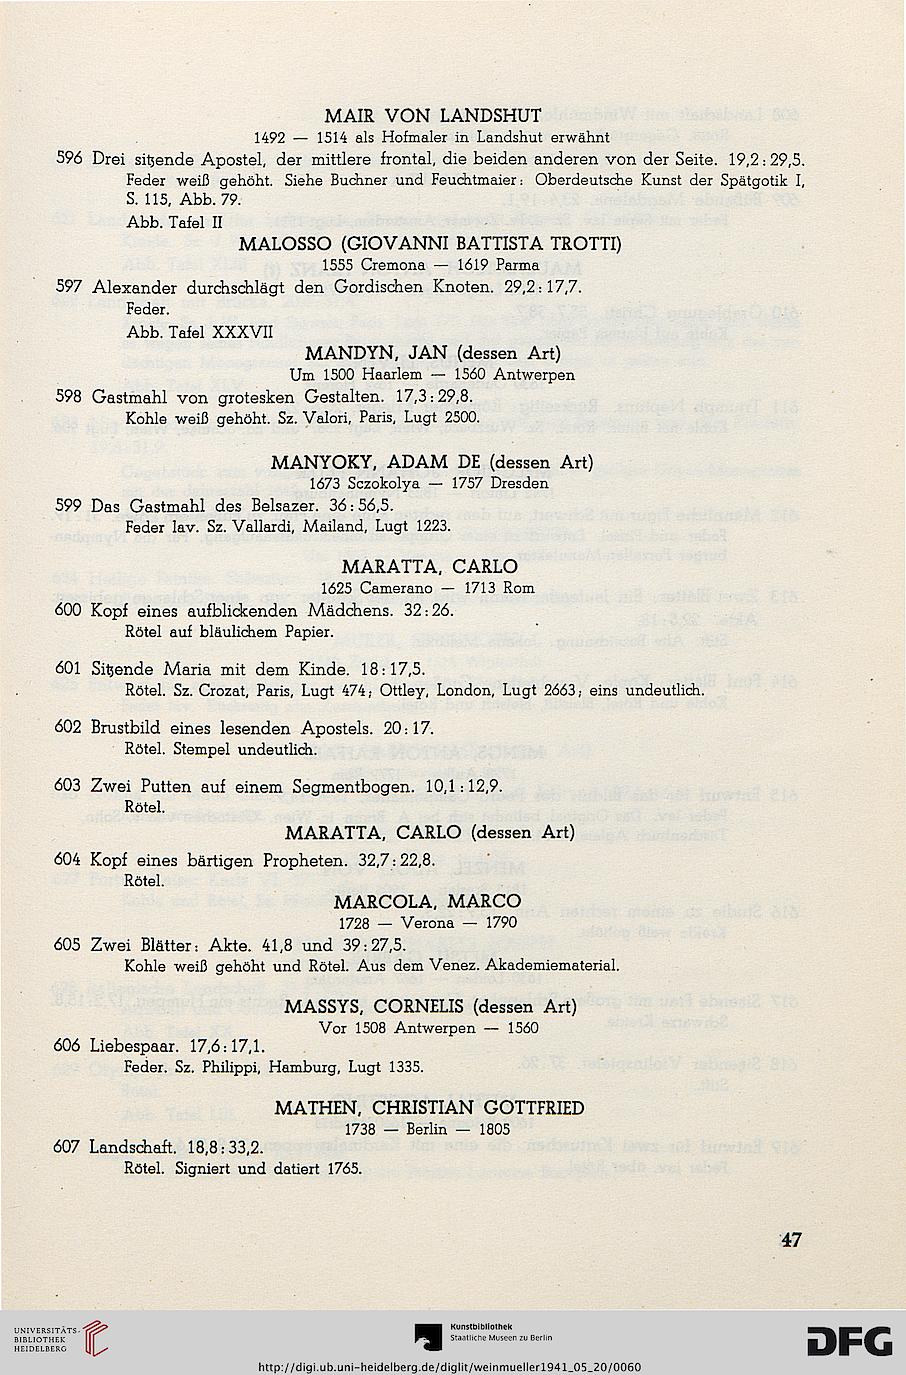 MAIR VON LANDSHUT
1492 — 1514 als Hofmaler in Landshut erwähnt
596 Drei sitzende Apostel, der mittlere frontal, die beiden anderen von der Seite. 19,2 : 29,5.
Feder weiß gehöht. Siehe Buchner und Feuchtmaier: Oberdeutsche Kunst der Spätgotik I,
S. 115, Abb. 79.
Abb. Tafel II
MALOSSO (GIOVANNI BATTISTA TROTTI)
1555 Cremona — 1619 Parma
597 Alexander durchschlägt den Gordischen Knoten. 29,2 : 17,7.
Feder.
Abb. Tafel XXXVII
MANDYN, JAN (dessen Art)
Um 1500 Haarlem — 1560 Antwerpen
598 Gastmahl von grotesken Gestalten. 17,3 : 29,8.
Kohle weiß gehöht. Sz. Valori, Paris, Lugt 2500.
MANYOKY, ADAM DE (dessen Art)
1673 Sczokolya — 1757 Dresden
599 Das Gastmahl des Belsazer. 36 : 56,5.
Feder lav. Sz. Vallardi, Mailand, Lugt 1223.
MARATTA, CARLO
1625 Camerano — 1713 Rom
600 Kopf eines aufblickenden Mädchens. 32 : 26.
Rötel auf bläulichem Papier.
601 Sitzende Maria mit dem Kinde. 18 : 17,5.
Rötel. Sz. Crozat, Paris, Lugt 474; Ottley, London, Lugt 2663; eins undeutlich.
602 Brustbild eines lesenden Apostels. 20 : 17.
Rötel. Stempel undeutlich.
603 Zwei Putten auf einem Segmentbogen. 10,1 : 12,9.
Rötel.
MARATTA, CARLO (dessen Art)
604 Kopf eines bärtigen Propheten. 32,7 : 22,8.
Rötel.
MARCOLA, MARCO
1728 — Verona — 1790
605 Zwei Blätter: Akte. 41,8 und 39 : 27,5.
Kohle weiß gehöht und Rötel. Aus dem Venez. Akademiematerial.
MASSYS, CORNELIS (dessen Art)
Vor 1508 Antwerpen — 1560
606 Liebespaar. 17,6 : 17,1.
Feder. Sz. Philippi, Hamburg, Lugt 1335.
MATHEN, CHRISTIAN GOTTFRIED
1738 — Berlin — 1805
607 Landschaft. 18,8 : 33,2.
Rötel. Signiert und datiert 1765.
47
UNIVERSITÄTS-
BIBLIOTHEK
HEIDELBERG
Kunstbibliothek
Staatliche Museen zu Berlin
DFG
http://digi.ub.uni-heidelberg.de/diglit/weinmueller1941_05_20/0060